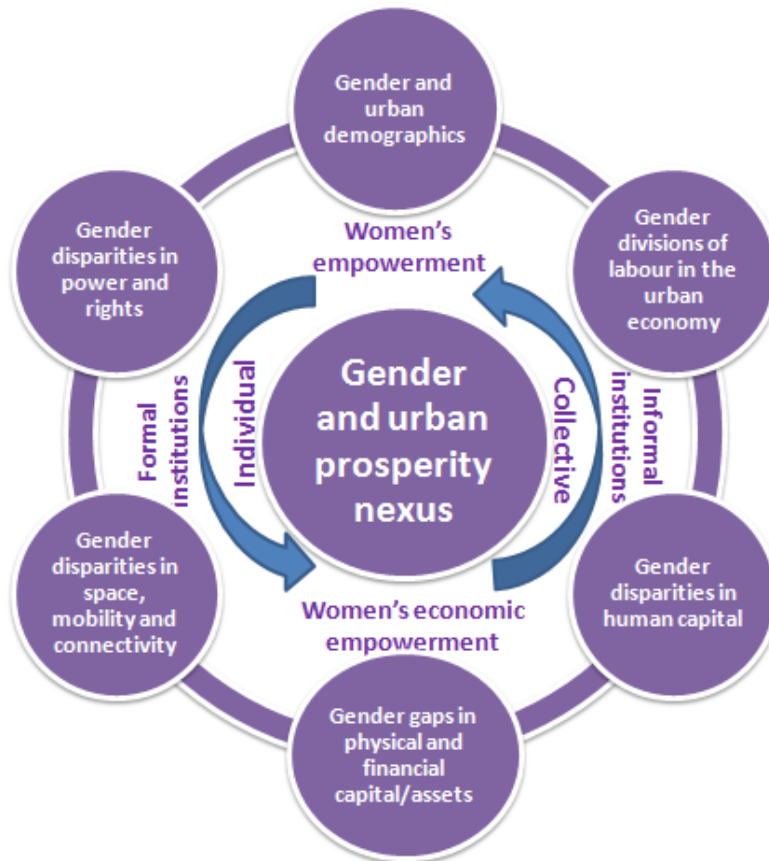 Gender and
urban
demographics
Gender
disparities in
power and
rights
Gender
divisions of
labour in the
urban
economy
Women's
empowerment
Formal
institutions
Individual
Gender
and urban
prosperity
nexus
Collective
Informal
institutions
Gender
disparities in
space,
mobility and
connectivity
Gender
disparities in
human capital
Women's economic
empowerment
Gender gaps in
physical and
financial
capital/assets